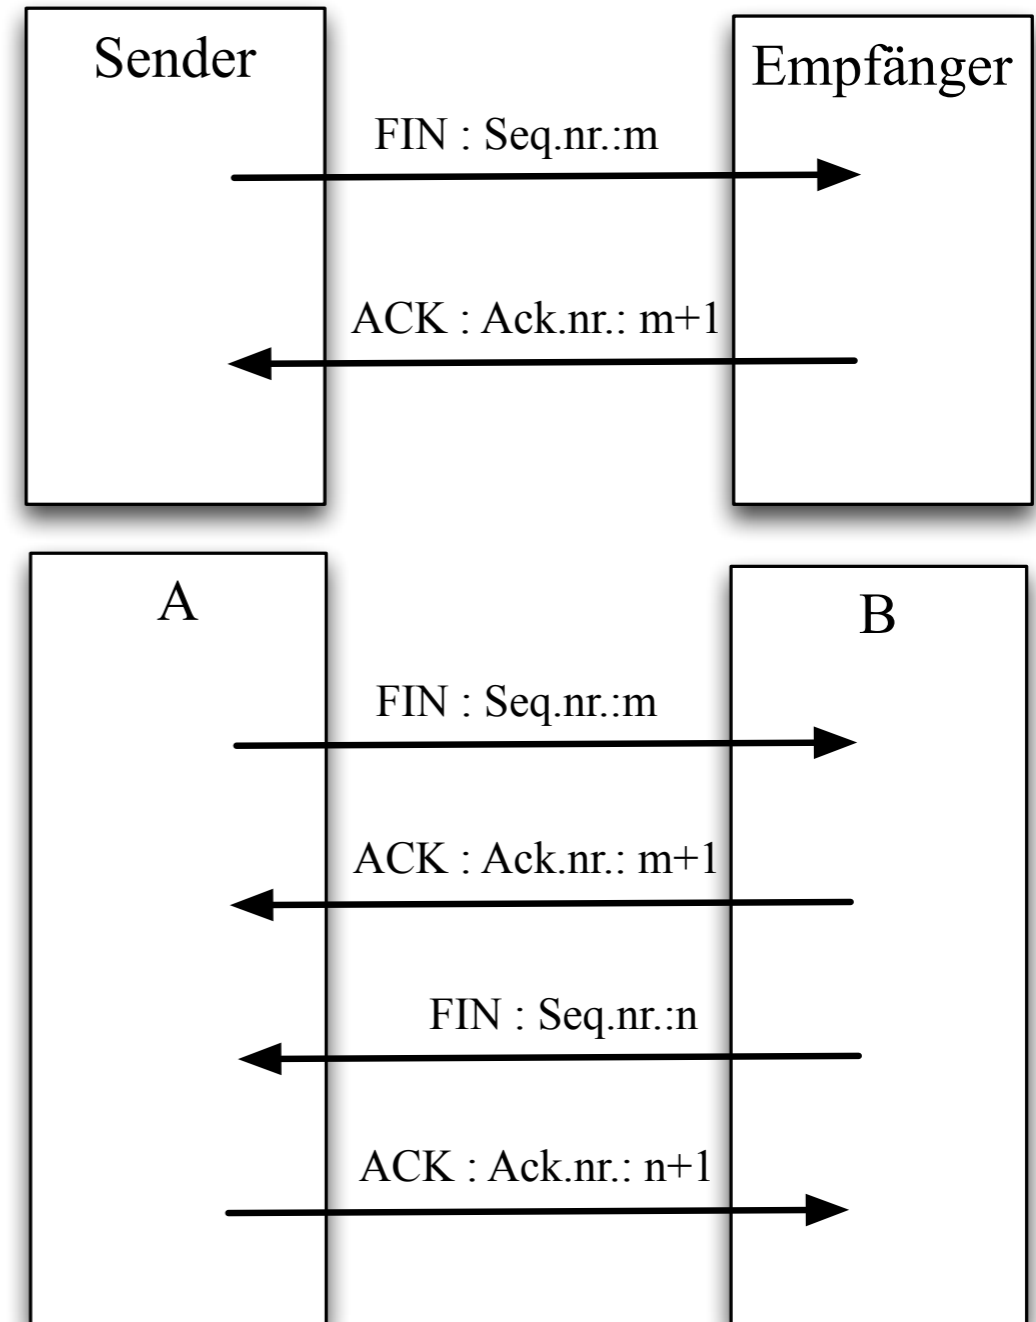 Sender
Empfänger
FIN : Seq.nr.:m
ACK : Ack.nr.: m+1
A
B
FIN : Seq.nr.:m
ACK : Ack.nr.: m+1
FIN : Seq.nr.:n
ACK : Ack.nr.: n+1